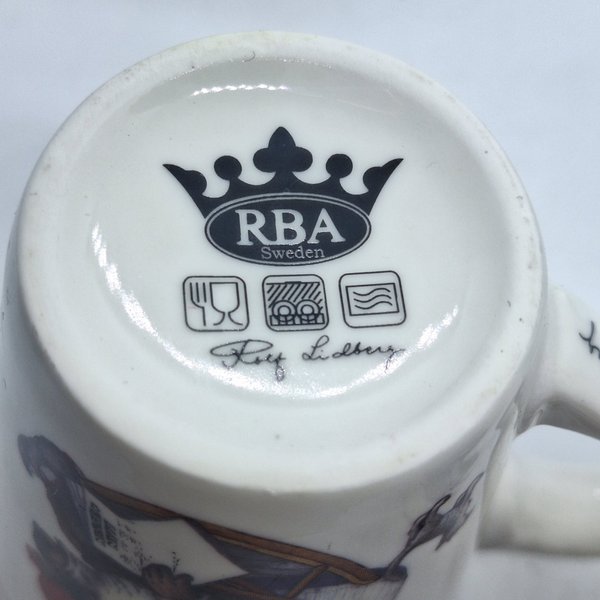 RBA
Sweden
Rolf Lidberg